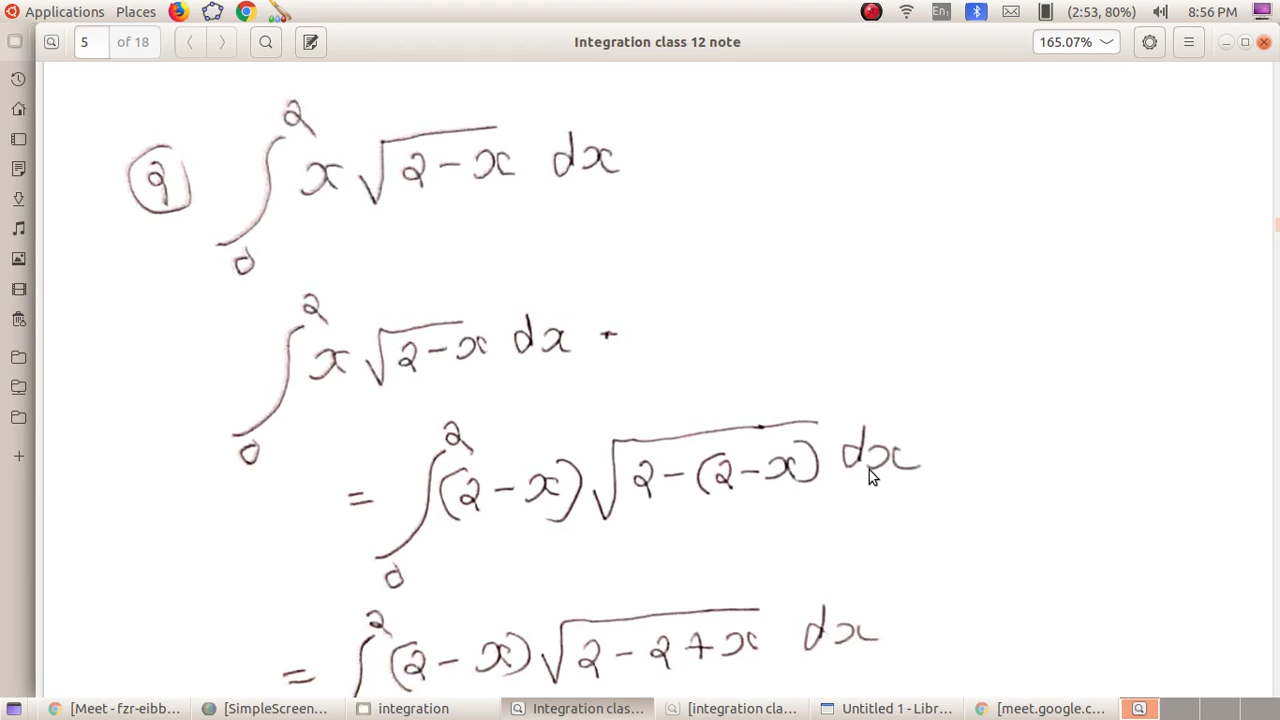 Applications Places En₁ (2:53, 80%) 8:56 PM
5 of 18 Integration class 12 note 165.07%
9 ∫₀² x√(2-x) dx
∫₀² x√(2-x) dx
= ∫₀² (2-x)√(2-(2-x)) dx
= ∫² (2-x)√(2-2+x) dx
[Meet - fzr-eibb... [SimpleScreen... integration Integration clas... [integration cla... Untitled 1 - Libr... [meet.google.c...